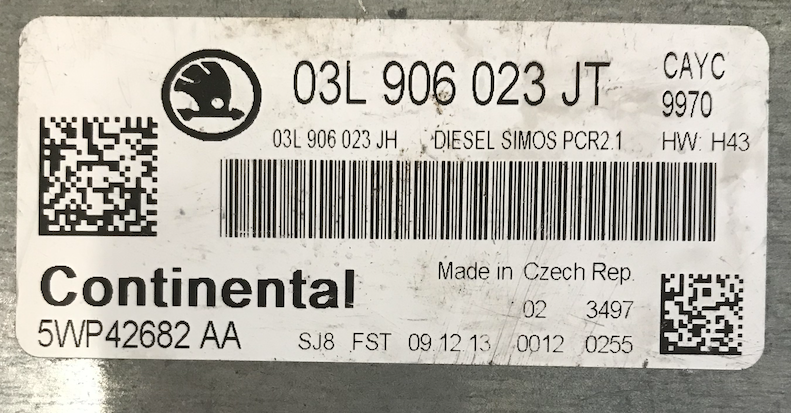 03L 906 023 JT CAYC
9970
03L 906 023 JH DIESEL SIMOS PCR2.1 HW: H43
Continental Made in Czech Rep.
02 3497
5WP42682 AA SJ8 FST 09.12.13 0012 0255